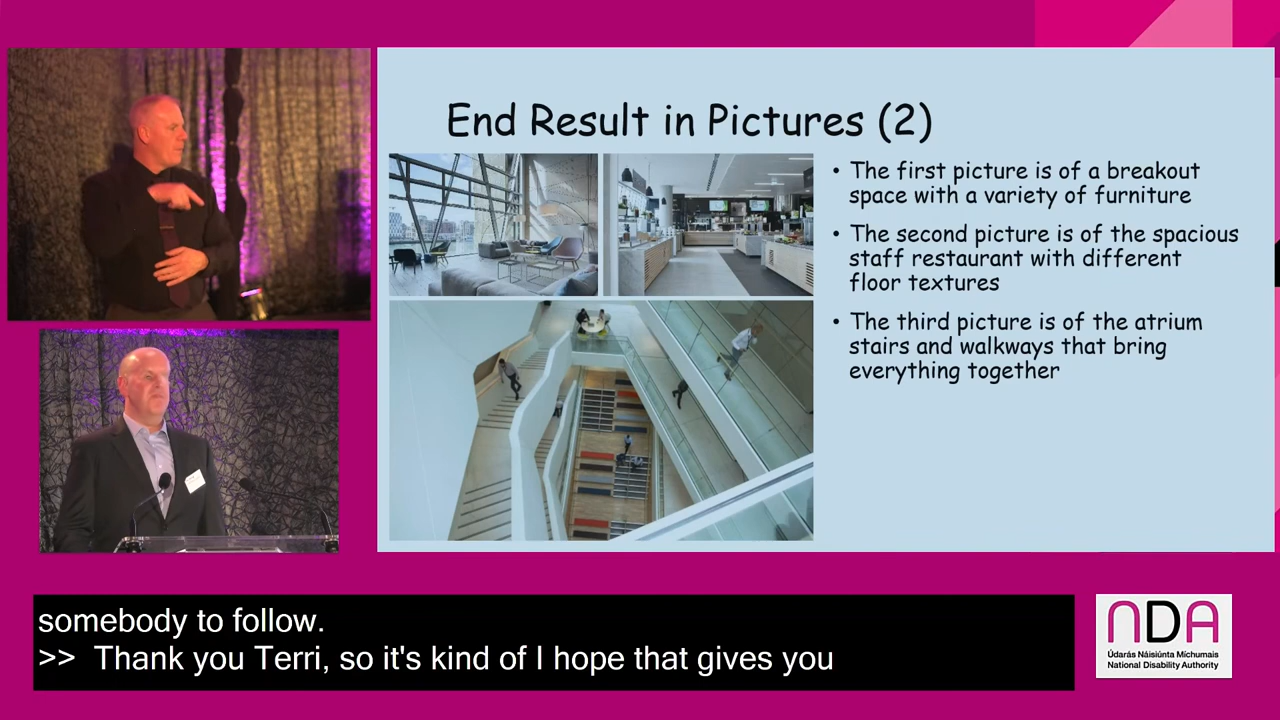 End Result in Pictures (2)
• The first picture is of a breakout
space with a variety of furniture
• The second picture is of the spacious
staff restaurant with different
floor textures
• The third picture is of the atrium
stairs and walkways that bring
everything together
somebody to follow.
>>  Thank you Terri, so it's kind of I hope that gives you
NDA
Údarás Náisiúnta Míchumais
National Disability Authority